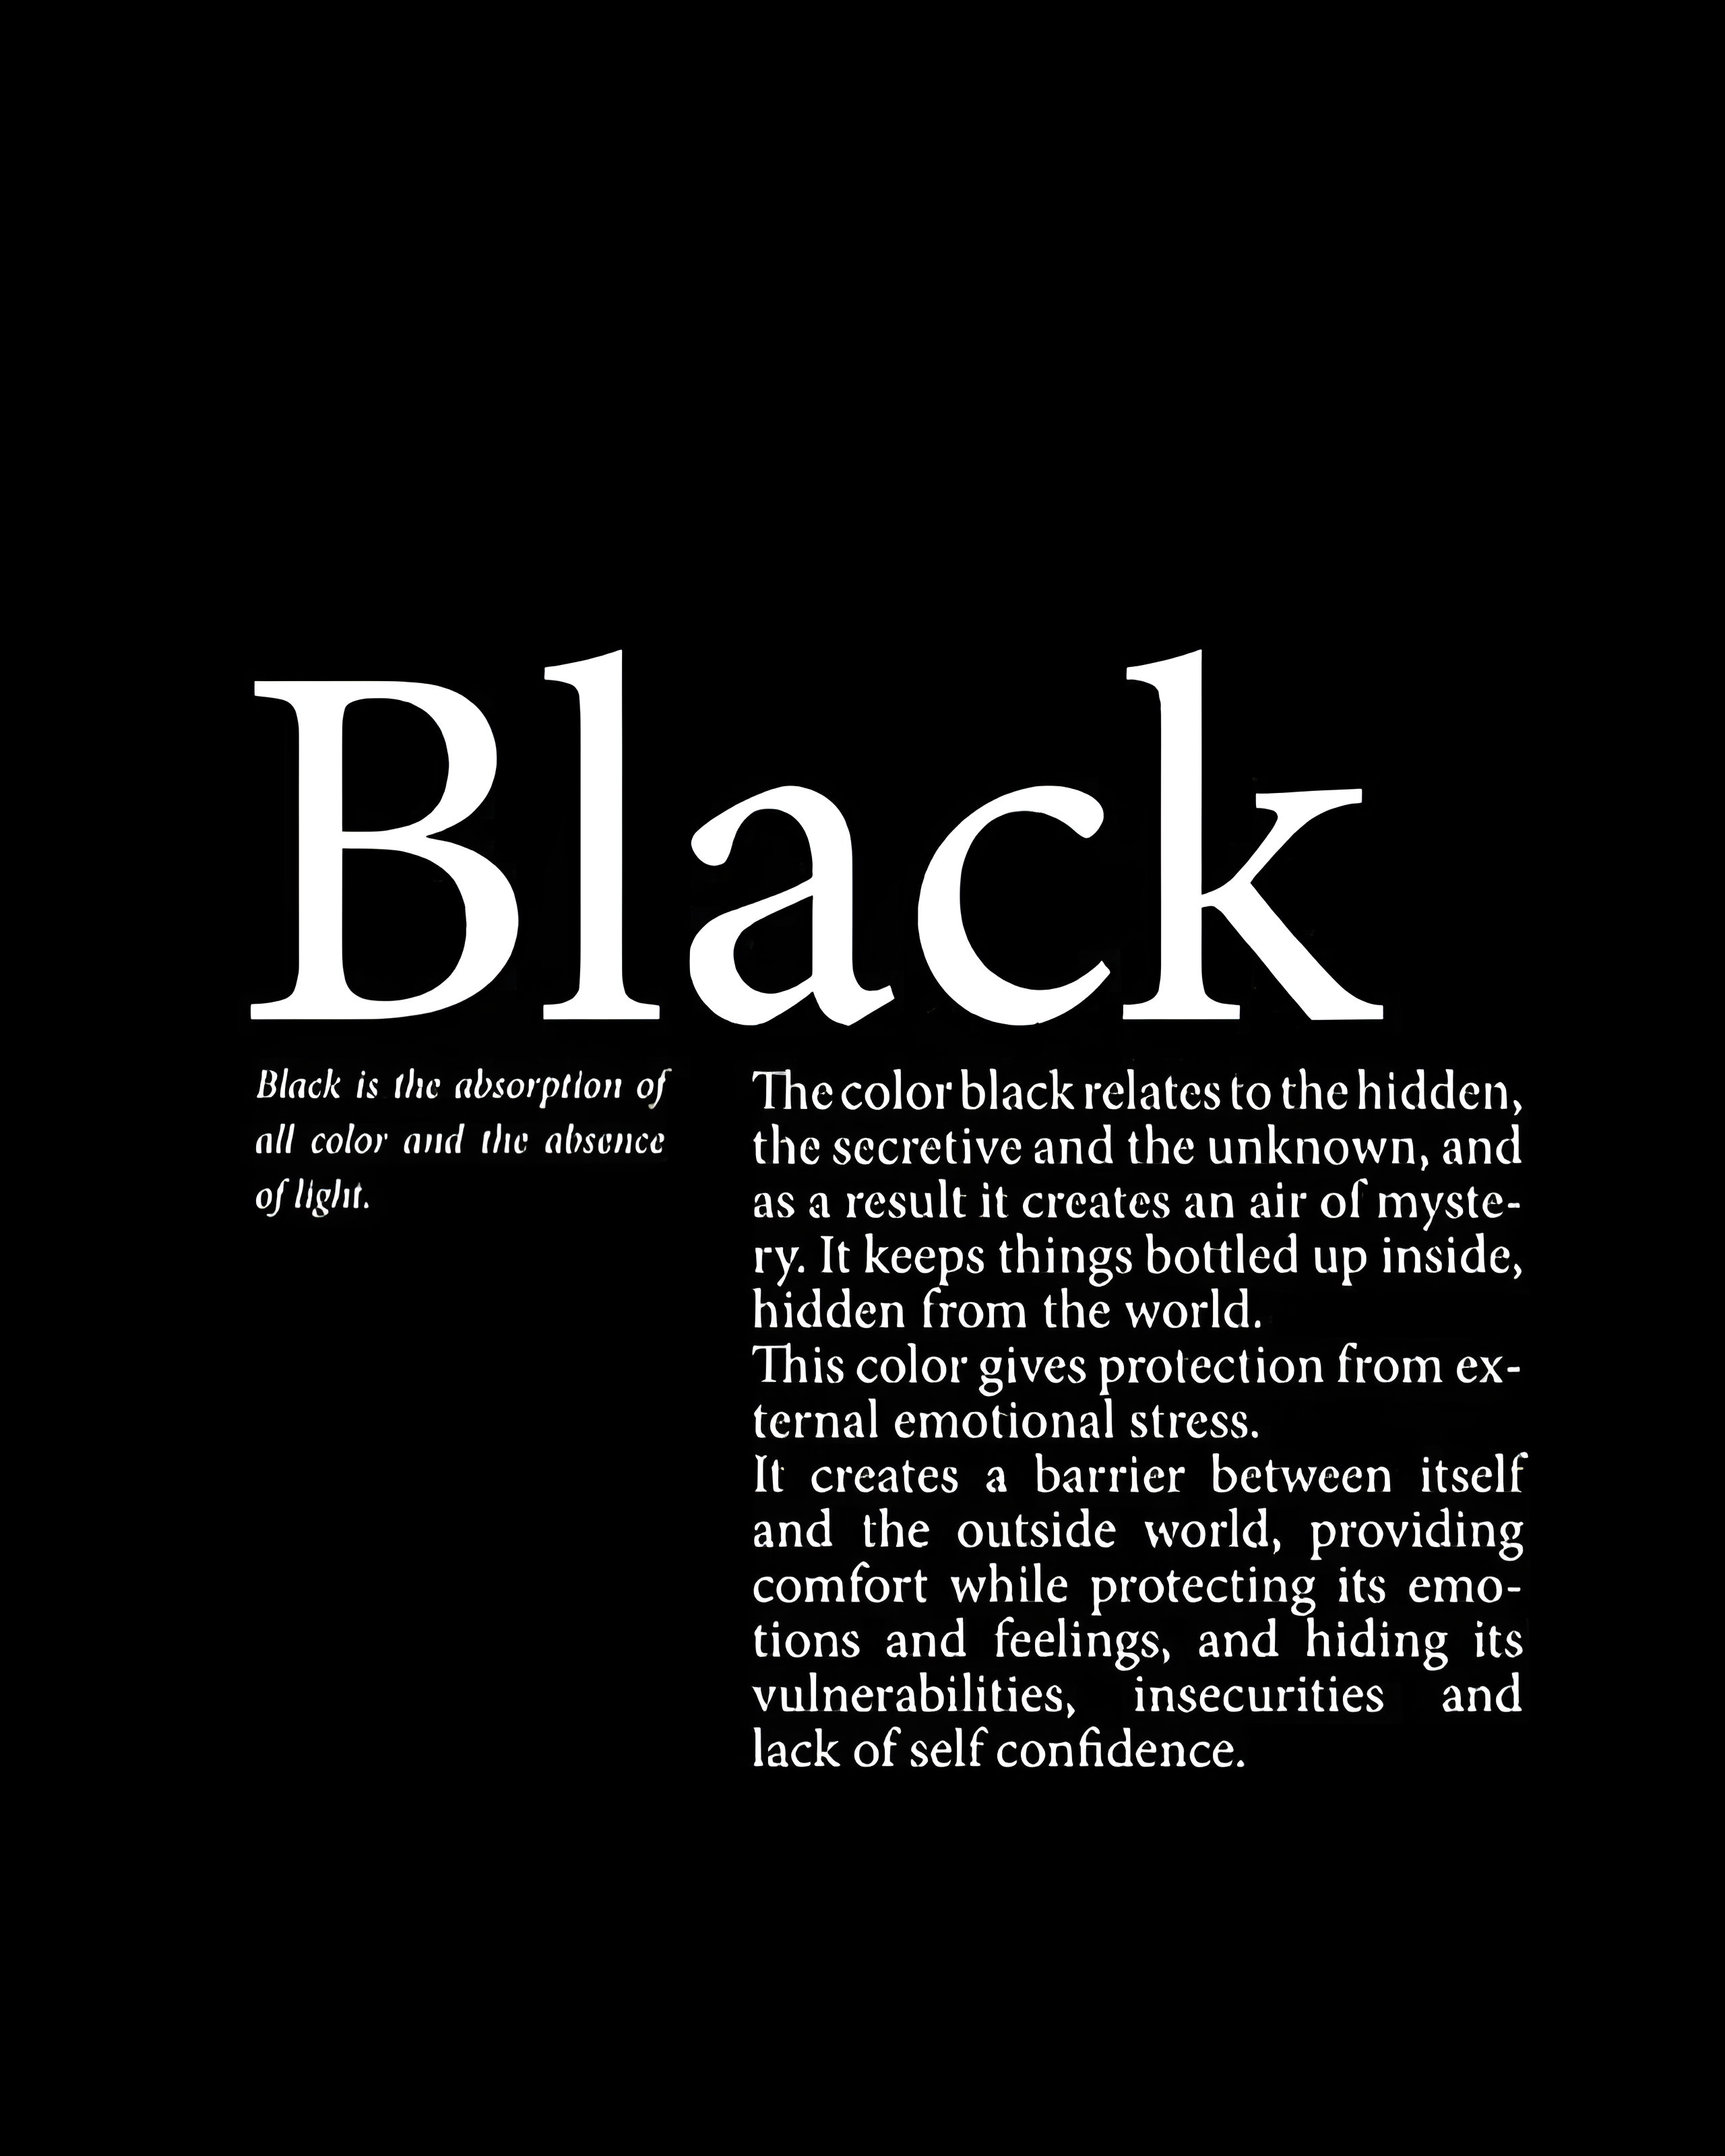 Black
Black is the absorption of
all color and the absence
of light.
The color black relates to the hidden,
the secretive and the unknown, and
as a result it creates an air of myste-
ry. It keeps things bottled up inside,
hidden from the world.
This color gives protection from ex-
ternal emotional stress.
It creates a barrier between itself
and the outside world, providing
comfort while protecting its emo-
tions and feelings, and hiding its
vulnerabilities, insecurities and
lack of self confidence.